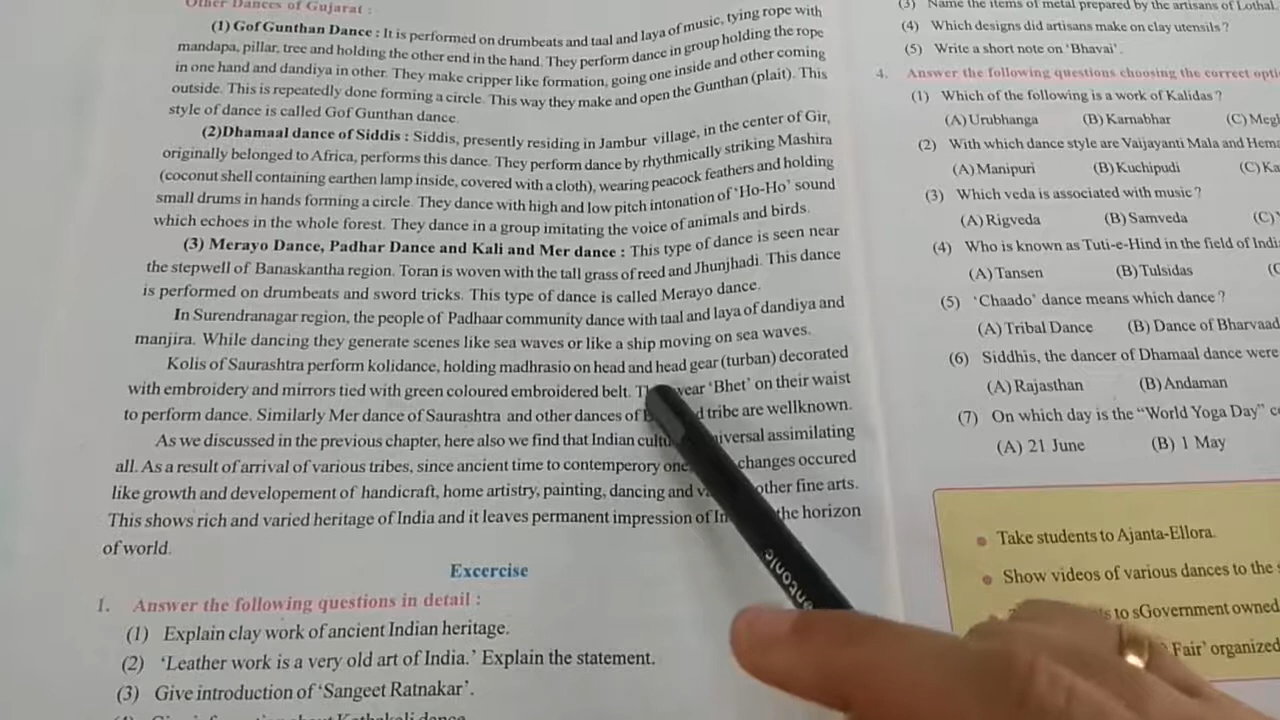 Other Dances of Gujarat :
(1) Gof Gunthan Dance : It is performed on drumbeats and taal and laya of music, tying rope with
mandapa, pillar, tree and holding the other end in the hand. They perform dance in group holding the rope
in one hand and dandiya in other. They make cripper like formation, going one inside and other coming
outside. This is repeatedly done forming a circle. This way they make and open the Gunthan (plait). This
style of dance is called Gof Gunthan dance.
(2)Dhamaal dance of Siddis : Siddis, presently residing in Jambur village, in the center of Gir,
originally belonged to Africa, performs this dance. They perform dance by rhythmically striking Mashira
(coconut shell containing earthen lamp inside, covered with a cloth), wearing peacock feathers and holding
small drums in hands forming a circle. They dance with high and low pitch intonation of 'Ho-Ho' sound
which echoes in the whole forest. They dance in a group imitating the voice of animals and birds.
(3) Merayo Dance, Padhar Dance and Kali and Mer dance : This type of dance is seen near
the stepwell of Banaskantha region. Toran is woven with the tall grass of reed and Jhunjhadi. This dance
is performed on drumbeats and sword tricks. This type of dance is called Merayo dance.
In Surendranagar region, the people of Padhaar community dance with taal and laya of dandiya and
manjira. While dancing they generate scenes like sea waves or like a ship moving on sea waves.
Kolis of Saurashtra perform kolidance, holding madhrasio on head and head gear (turban) decorated
with embroidery and mirrors tied with green coloured embroidered belt. wear 'Bhet' on their waist
to perform dance. Similarly Mer dance of Saurashtra and other dances of tribe are wellknown.
As we discussed in the previous chapter, here also we find that Indian assimilating
all. As a result of arrival of various tribes, since ancient time to contemperory changes occured
like growth and developement of handicraft, home artistry, painting, dancing and other fine arts.
This shows rich and varied heritage of India and it leaves permanent impression of the horizon
of world.
Excercise
1. Answer the following questions in detail :
(1) Explain clay work of ancient Indian heritage.
(2) 'Leather work is a very old art of India.' Explain the statement.
(3) Give introduction of 'Sangeet Ratnakar'.
(3) Name the items of metal prepared by the artisans of Lothal.
(4) Which designs did artisans make on clay utensils ?
(5) Write a short note on 'Bhavai'.
4. Answer the following questions choosing the correct
(1) Which of the following is a work of Kalidas ?
(A) Urubhanga (B) Karnabhar (C)
(2) With which dance style are Vaijayanti Mala and
(A) Manipuri (B) Kuchipudi (C)
(3) Which veda is associated with music ?
(A) Rigveda (B) Samveda (C)
(4) Who is known as Tuti-e-Hind in the field of
(A) Tansen (B) Tulsidas
(5) 'Chaado' dance means which dance ?
(A) Tribal Dance (B) Dance of
(6) Siddhis, the dancer of Dhamaal dance were
(A) Rajasthan (B) Andaman
(7) On which day is the "World Yoga Day"
(A) 21 June (B) 1 May
Take students to Ajanta-Ellora.
Show videos of various dances to the
to sGovernment owned
Fair' organized